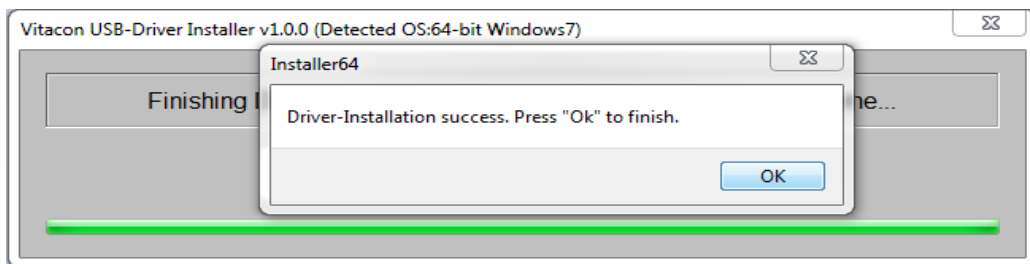 Vitacon USB-Driver Installer v1.0.0 (Detected OS:64-bit Windows7)
Installer64
Finishing
Driver-Installation success. Press "Ok" to finish.
OK